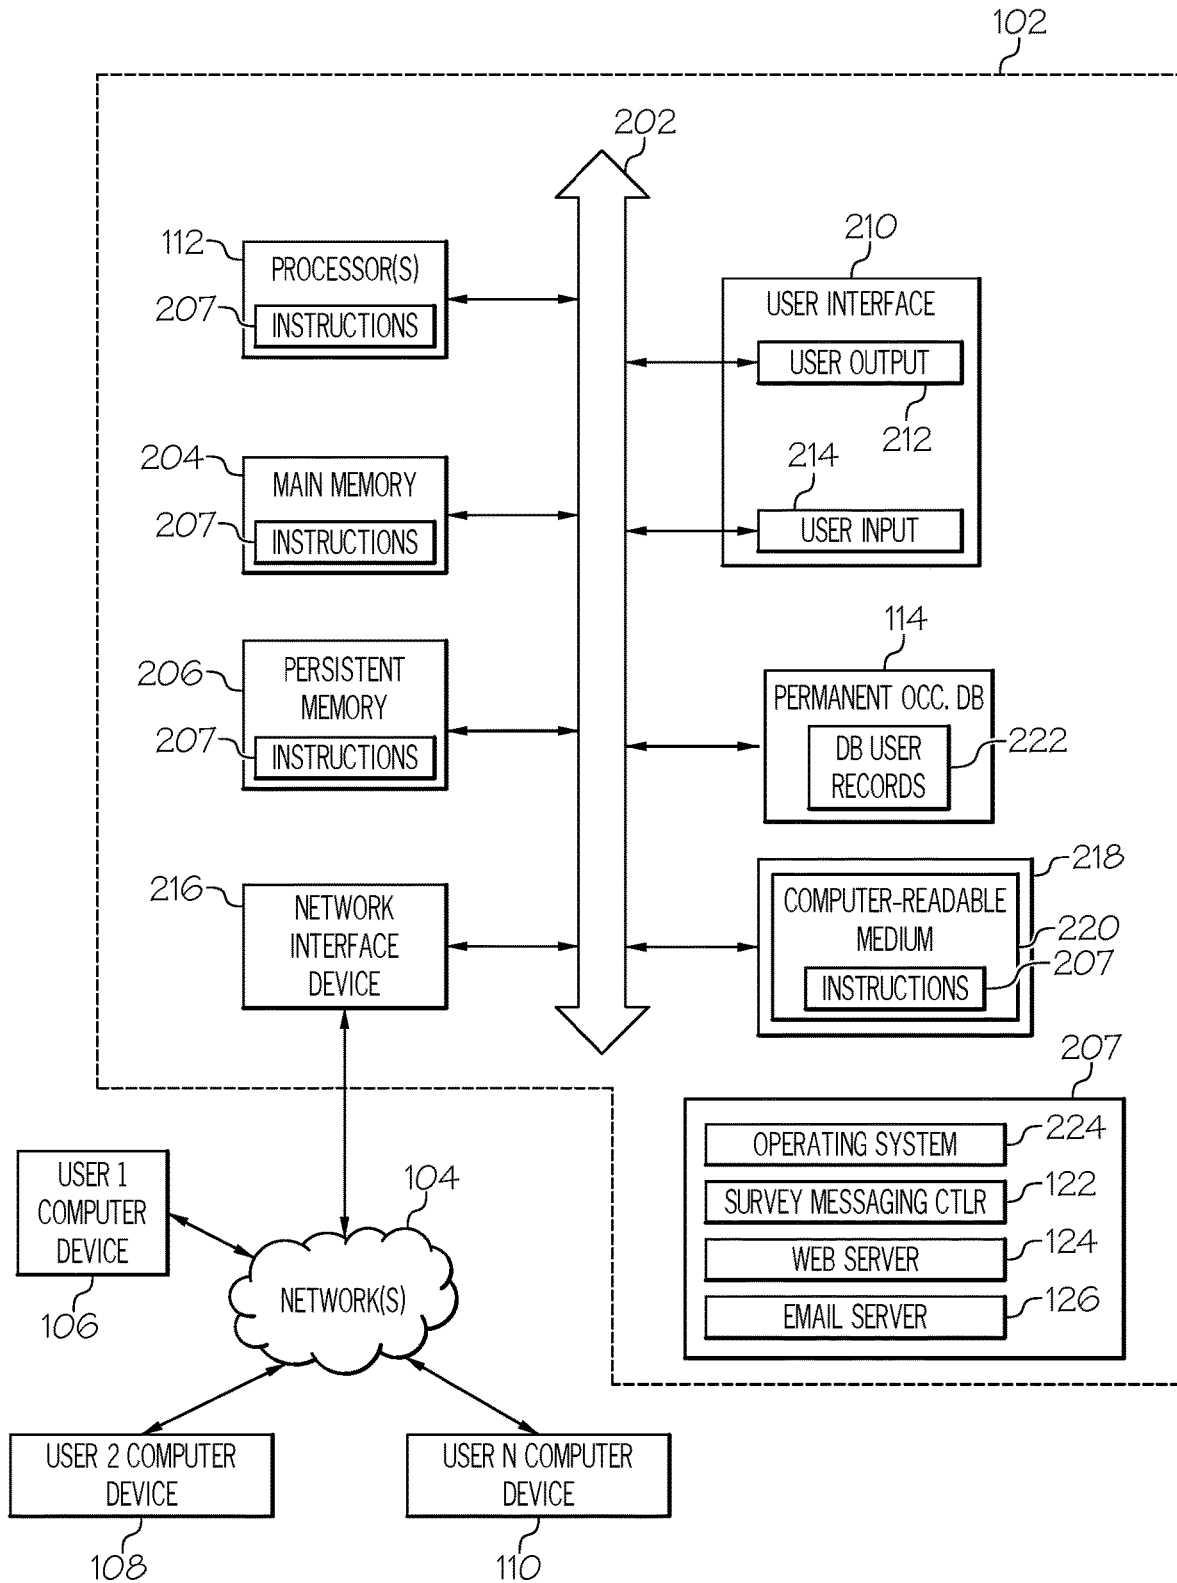 102
202
112
PROCESSOR(S)
207
INSTRUCTIONS
210
USER INTERFACE
USER OUTPUT
212
204
MAIN MEMORY
207
INSTRUCTIONS
214
USER INPUT
206
PERSISTENT
MEMORY
207
INSTRUCTIONS
114
PERMANENT OCC. DB
DB USER
RECORDS
222
216
NETWORK
INTERFACE
DEVICE
218
COMPUTER-READABLE
MEDIUM
220
207
INSTRUCTIONS
207
OPERATING SYSTEM
224
SURVEY MESSAGING CTLR
122
WEB SERVER
124
EMAIL SERVER
126
USER 1
COMPUTER
DEVICE
106
104
NETWORK(S)
USER 2 COMPUTER
DEVICE
108
USER N COMPUTER
DEVICE
110